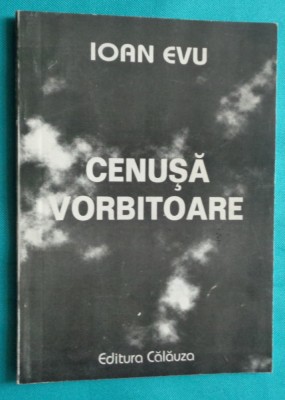 IOAN EVU
CENUȘĂ
VORBITOARE
Editura Călăuza